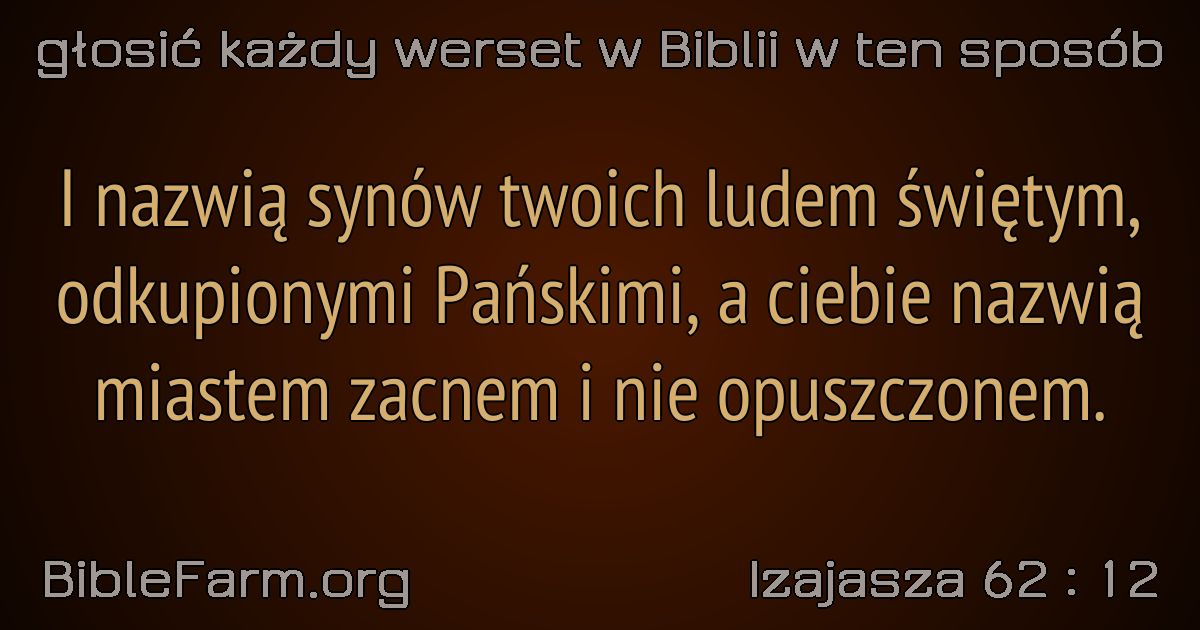 głosić każdy werset w Biblii w ten sposób
I nazwią synów twoich ludem świętym,
odkupionymi Pańskimi, a ciebie nazwią
miastem zacnem i nie opuszczonem.
BibleFarm.org
Izajasza 62 : 12